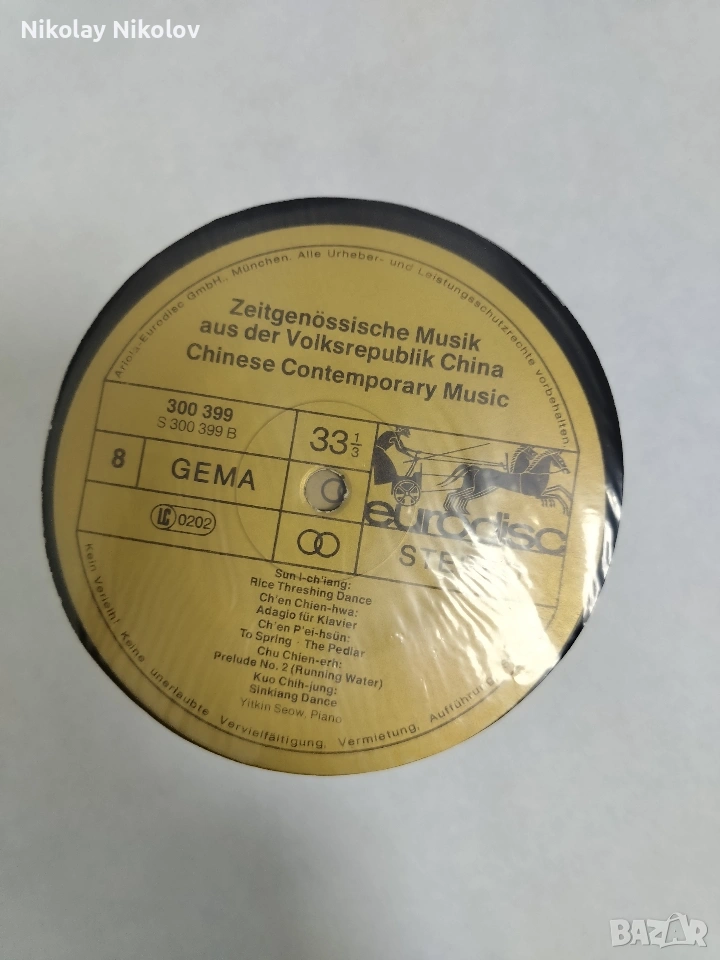 Nikolay Nikolov
Ariola-Eurodisc GmbH., München. Alle Urheber- und Leistungsschutzrechte vorbehalten.
Zeitgenössische Musik
aus der Volksrepublik China
Chinese Contemporary Music
300 399
S 300 399 B
33 1/3
8
GEMA
eurodisc
LC 0202
Sun I-ch'iang:
Rice Threshing Dance
Ch'en Chien-hwa:
Adagio für Klavier
Ch'en P'ei-hsün:
To Spring · The Pedlar
Chu Chien-erh:
Prelude No. 2 (Running Water)
Kuo Chih-jung:
Sinkiang Dance
Yitkin Seow, Piano
Kein Verleih! Keine unerlaubte Vervielfältigung, Vermietung, Aufführung
BAZAR